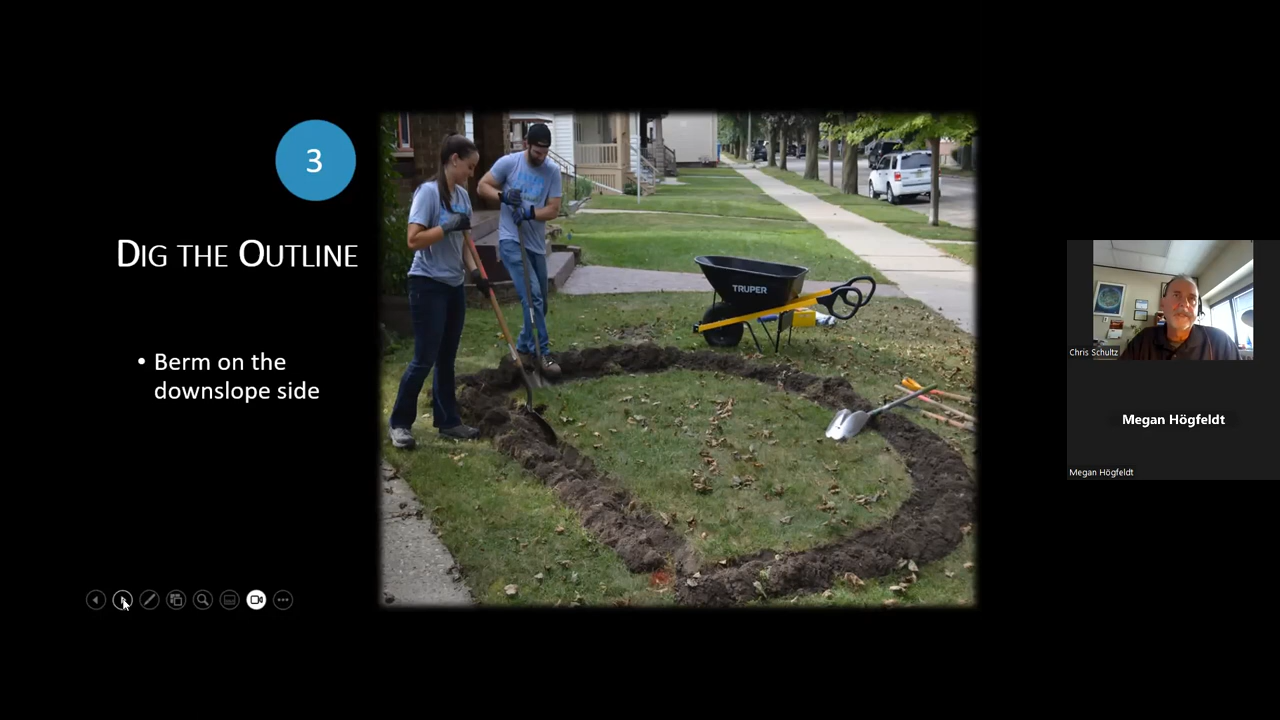 3
Dig the Outline
• Berm on the
downslope side
TRUPER
Chris Schultz
Megan Högfeldt
Megan Högfeldt